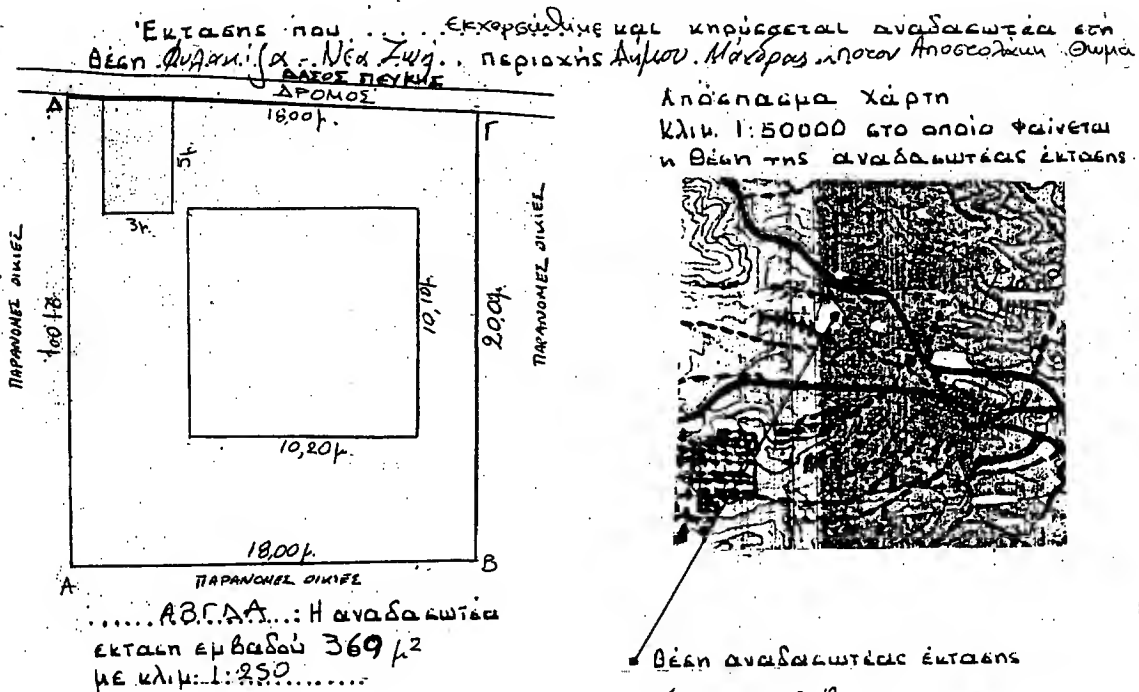 Έκτασης που ...... εκχερσώθηκε και κηρύσσεται αναδασωτέα στη
θέση Φυλακίζα - Νέα Ζωή .. περιοχής Δήμου Μάνδρας .... Αποστολάκη Θωμά
ΔΑΣΟΣ ΠΕΥΚΗΣ
ΔΡΟΜΟΣ
Δ
18,00μ.
Γ
5μ.
3μ.
ΠΑΡΑΝΟΜΕΣ ΟΙΚΙΕΣ
10,10μ.
20,0μ.
ΠΑΡΑΝΟΜΕΣ ΟΙΚΙΕΣ
10,20μ.
18,00μ.
Α
Β
ΠΑΡΑΝΟΜΕΣ ΟΙΚΙΕΣ
...... ΑΒΓΔΑ...: Η αναδασωτέα
έκταση εμβαδού 369 μ²
με κλιμ: 1:250........
Απόσπασμα χάρτη
Κλιμ. 1:50000 στο οποίο φαίνεται
η θέση της αναδασωτέας έκτασης
Θέση αναδασωτέας έκτασης